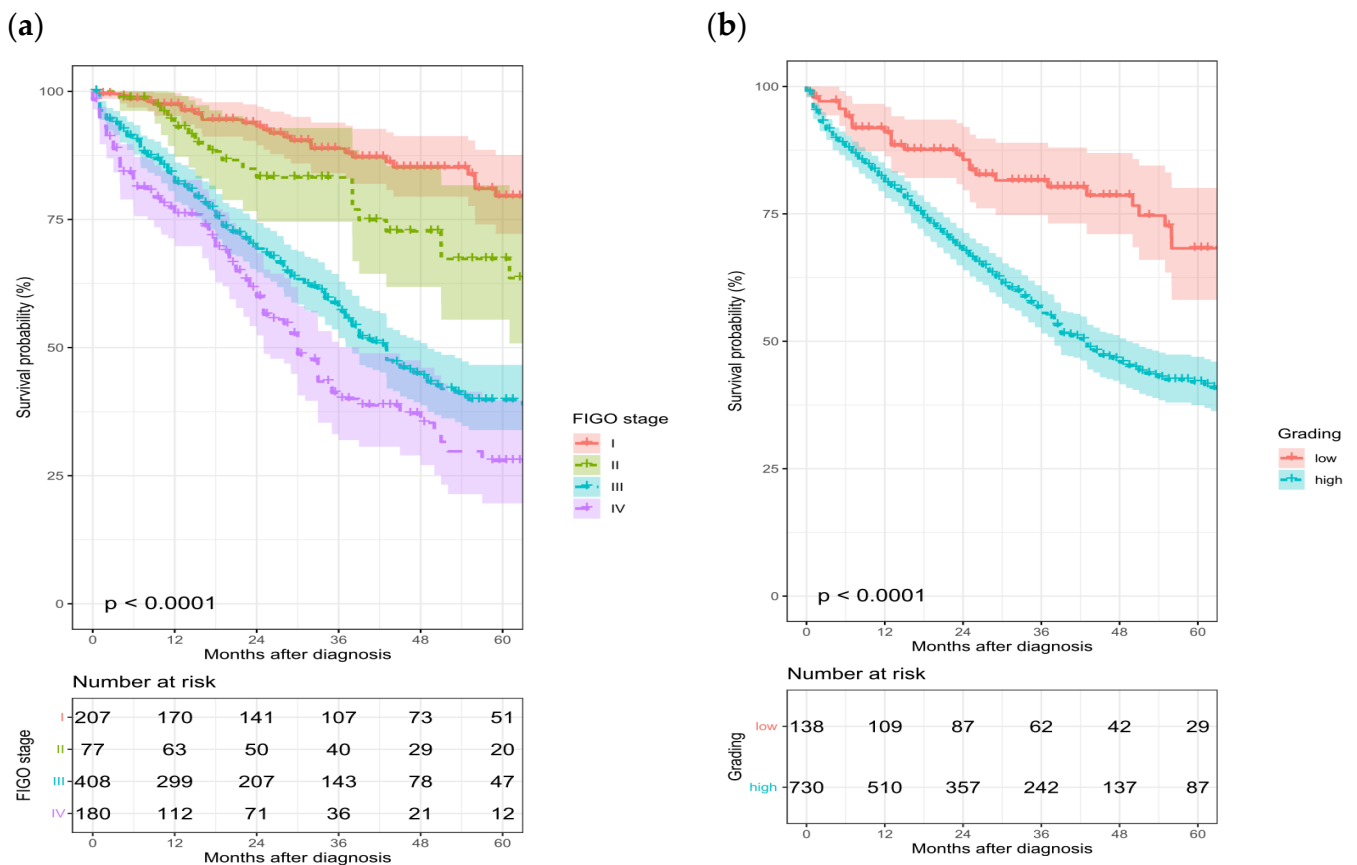 (a)
100
75
50
25
0
Survival probability (%)
p < 0.0001
0 12 24 36 48 60
Months after diagnosis
FIGO stage
I
II
III
IV
Number at risk
FIGO stage
I 207 170 141 107 73 51
II 77 63 50 40 29 20
III 408 299 207 143 78 47
IV 180 112 71 36 21 12
0 12 24 36 48 60
Months after diagnosis
(b)
100
75
50
25
0
Survival probability (%)
p < 0.0001
0 12 24 36 48 60
Months after diagnosis
Grading
low
high
Number at risk
Grading
low 138 109 87 62 42 29
high 730 510 357 242 137 87
0 12 24 36 48 60
Months after diagnosis